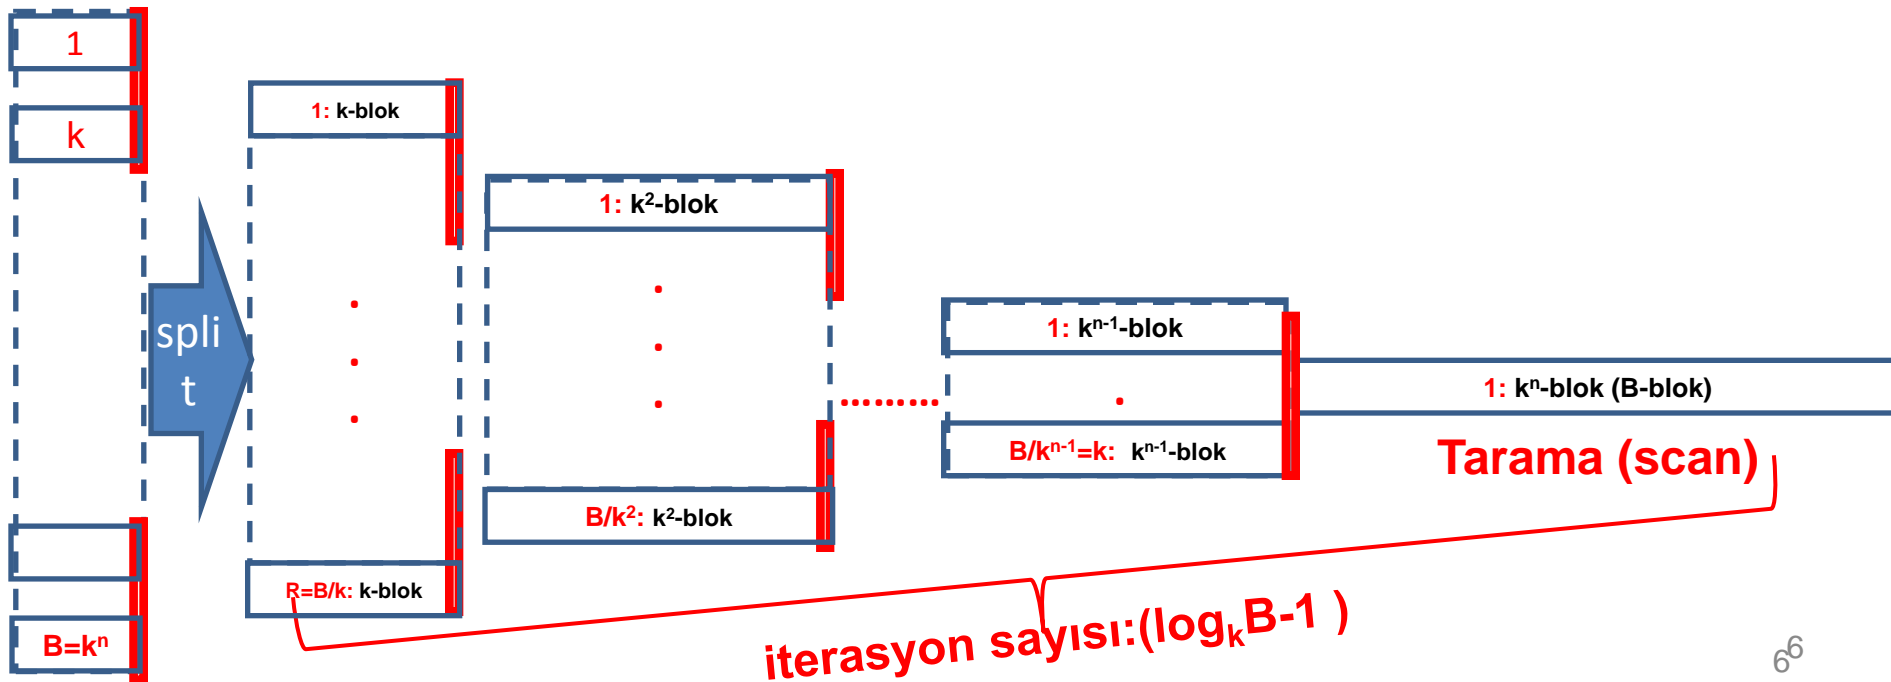 1
k
B=kⁿ
spli
t
1: k-blok
.
.
.
R=B/k: k-blok
1: k²-blok
.
.
.
B/k²: k²-blok
........
1: kⁿ⁻¹-blok
.
B/kⁿ⁻¹=k: kⁿ⁻¹-blok
1: kⁿ-blok (B-blok)
Tarama (scan)
iterasyon sayısı:(logₖB-1 )
6⁶